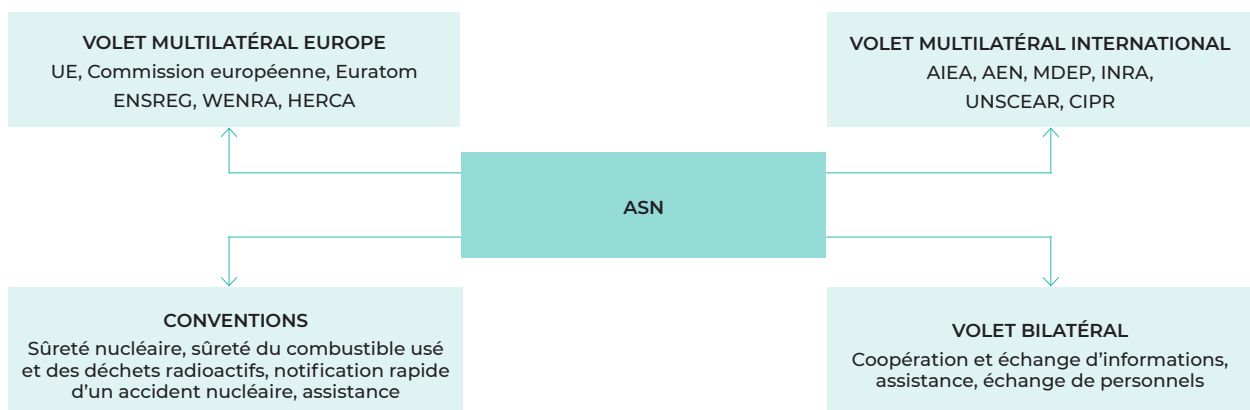 VOLET MULTILATÉRAL EUROPE
UE, Commission européenne, Euratom
ENSREG, WENRA, HERCA
VOLET MULTILATÉRAL INTERNATIONAL
AIEA, AEN, MDEP, INRA,
UNSCEAR, CIPR
ASN
CONVENTIONS
Sûreté nucléaire, sûreté du combustible usé
et des déchets radioactifs, notification rapide
d’un accident nucléaire, assistance
VOLET BILATÉRAL
Coopération et échange d’informations,
assistance, échange de personnels